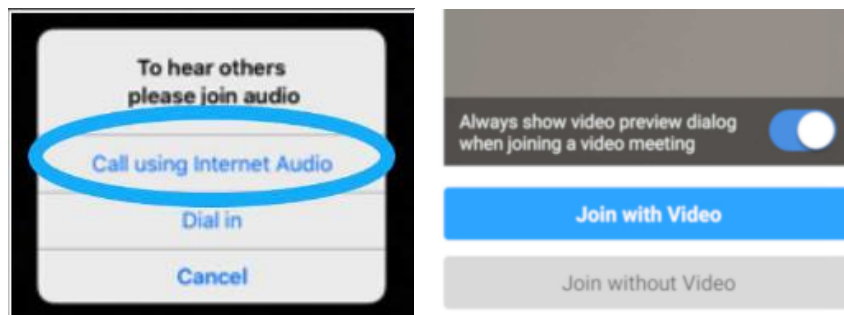 To hear others
please join audio
Call using Internet Audio
Dial in
Cancel
Always show video preview dialog
when joining a video meeting
Join with Video
Join without Video